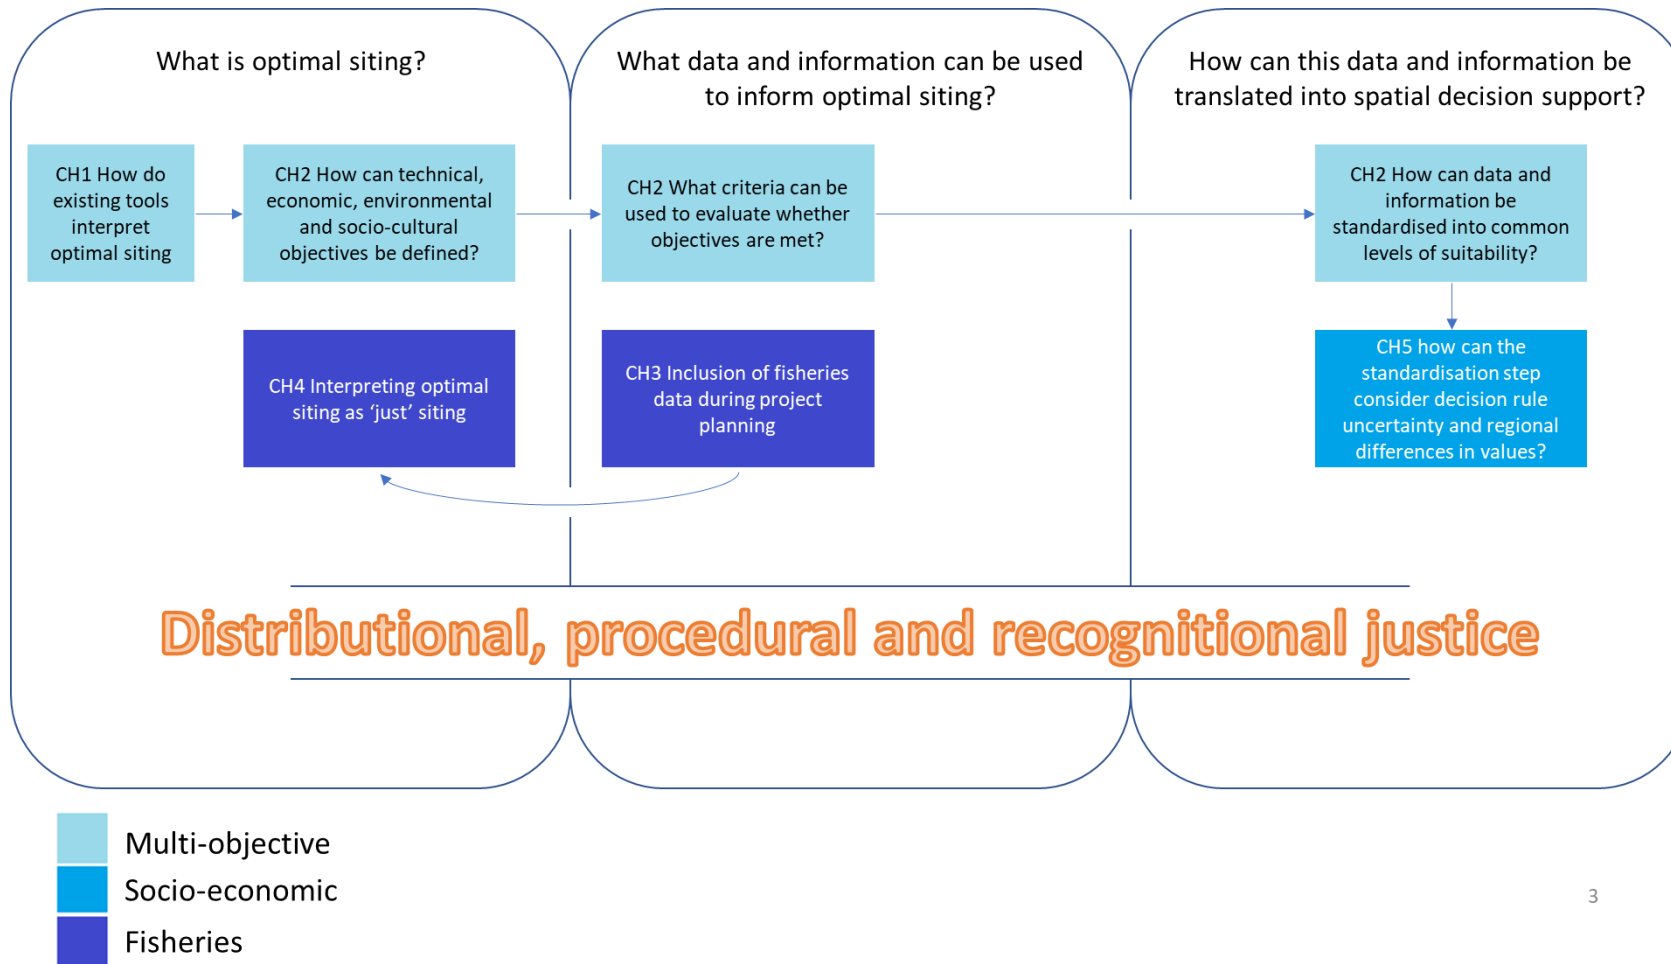 What is optimal siting?
What data and information can be used
to inform optimal siting?
How can this data and information be
translated into spatial decision support?
CH1 How do
existing tools
interpret
optimal siting
CH2 How can technical,
economic, environmental
and socio-cultural
objectives be defined?
CH2 What criteria can be
used to evaluate whether
objectives are met?
CH2 How can data and
information be
standardised into common
levels of suitability?
CH4 Interpreting optimal
siting as ‘just’ siting
CH3 Inclusion of fisheries
data during project
planning
CH5 how can the
standardisation step
consider decision rule
uncertainty and regional
differences in values?
Distributional, procedural and recognitional justice
Multi-objective
Socio-economic
Fisheries
3